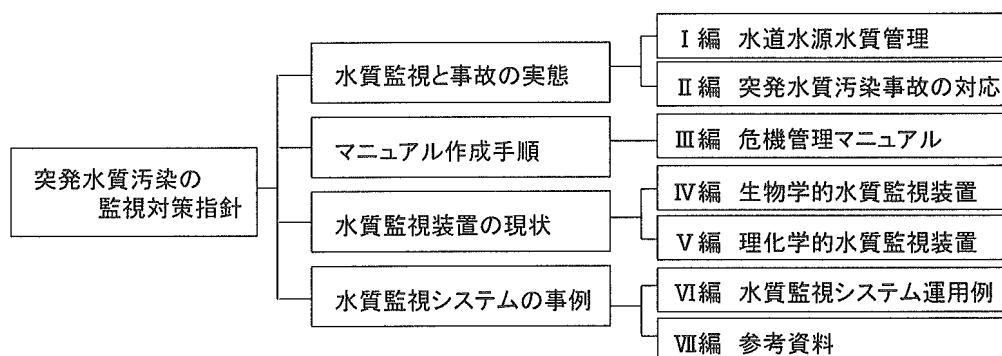 突発水質汚染の
監視対策指針
水質監視と事故の実態
マニュアル作成手順
水質監視装置の現状
水質監視システムの事例
Ⅰ編 水道水源水質管理
Ⅱ編 突発水質汚染事故の対応
Ⅲ編 危機管理マニュアル
Ⅳ編 生物学的水質監視装置
Ⅴ編 理化学的水質監視装置
Ⅵ編 水質監視システム運用例
Ⅶ編 参考資料